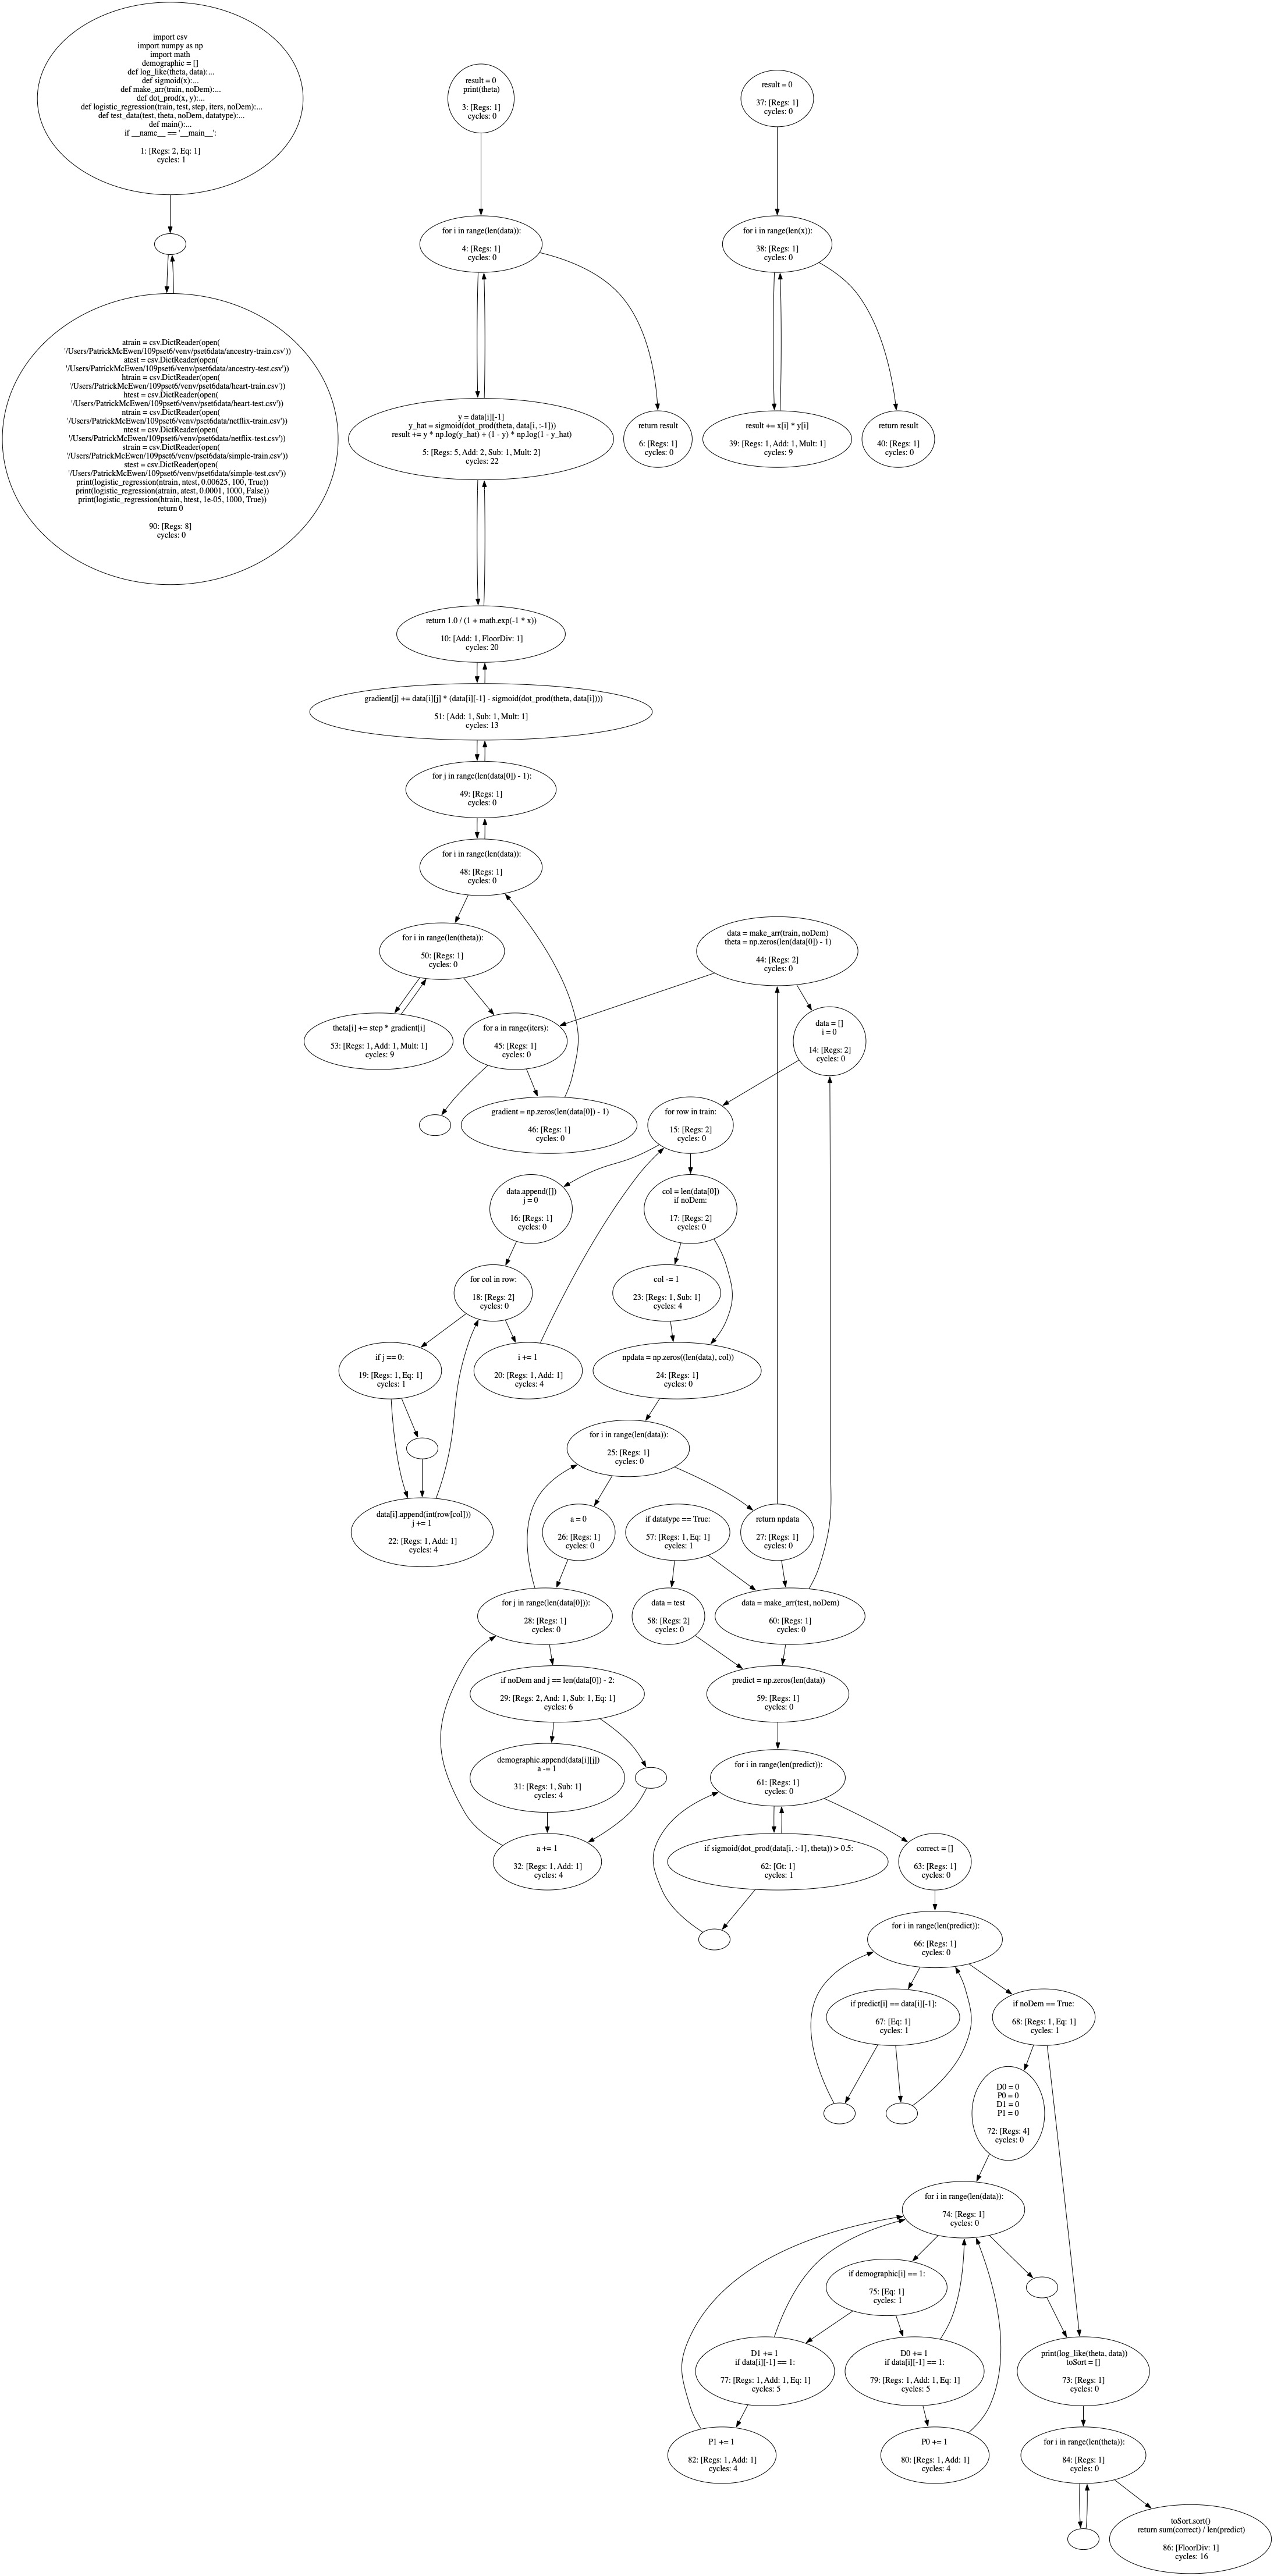 import csv
import numpy as np
import math
demographic = []
def log_like(theta, data):...
def sigmoid(x):...
def make_arr(train, noDem):...
def dot_prod(x, y):...
def logistic_regression(train, test, step, iters, noDem):...
def test_data(test, theta, noDem, datatype):...
def main():...
if __name__ == '__main__':
1: [Regs: 2, Eq: 1]
cycles: 1
result = 0
print(theta)
3: [Regs: 1]
cycles: 0
result = 0
37: [Regs: 1]
cycles: 0
for i in range(len(data)):
4: [Regs: 1]
cycles: 0
for i in range(len(x)):
38: [Regs: 1]
cycles: 0
atrain = csv.DictReader(open(
'/Users/PatrickMcEwen/109pset6/venv/pset6data/ancestry-train.csv'))
atest = csv.DictReader(open(
'/Users/PatrickMcEwen/109pset6/venv/pset6data/ancestry-test.csv'))
htrain = csv.DictReader(open(
'/Users/PatrickMcEwen/109pset6/venv/pset6data/heart-train.csv'))
htest = csv.DictReader(open(
'/Users/PatrickMcEwen/109pset6/venv/pset6data/heart-test.csv'))
ntrain = csv.DictReader(open(
'/Users/PatrickMcEwen/109pset6/venv/pset6data/netflix-train.csv'))
ntest = csv.DictReader(open(
'/Users/PatrickMcEwen/109pset6/venv/pset6data/netflix-test.csv'))
strain = csv.DictReader(open(
'/Users/PatrickMcEwen/109pset6/venv/pset6data/simple-train.csv'))
stest = csv.DictReader(open(
'/Users/PatrickMcEwen/109pset6/venv/pset6data/simple-test.csv'))
print(logistic_regression(ntrain, ntest, 0.00625, 100, True))
print(logistic_regression(atrain, atest, 0.0001, 1000, False))
print(logistic_regression(htrain, htest, 1e-05, 1000, True))
return 0
90: [Regs: 8]
cycles: 0
y = data[i][-1]
y_hat = sigmoid(dot_prod(theta, data[i, :-1]))
result += y * np.log(y_hat) + (1 - y) * np.log(1 - y_hat)
5: [Regs: 5, Add: 2, Sub: 1, Mult: 2]
cycles: 22
return result
6: [Regs: 1]
cycles: 0
result += x[i] * y[i]
39: [Regs: 1, Add: 1, Mult: 1]
cycles: 9
return result
40: [Regs: 1]
cycles: 0
return 1.0 / (1 + math.exp(-1 * x))
10: [Add: 1, FloorDiv: 1]
cycles: 20
gradient[j] += data[i][j] * (data[i][-1] - sigmoid(dot_prod(theta, data[i])))
51: [Add: 1, Sub: 1, Mult: 1]
cycles: 13
for j in range(len(data[0]) - 1):
49: [Regs: 1]
cycles: 0
for i in range(len(data)):
48: [Regs: 1]
cycles: 0
for i in range(len(theta)):
50: [Regs: 1]
cycles: 0
data = make_arr(train, noDem)
theta = np.zeros(len(data[0]) - 1)
44: [Regs: 2]
cycles: 0
theta[i] += step * gradient[i]
53: [Regs: 1, Add: 1, Mult: 1]
cycles: 9
for a in range(iters):
45: [Regs: 1]
cycles: 0
data = []
i = 0
14: [Regs: 2]
cycles: 0
gradient = np.zeros(len(data[0]) - 1)
46: [Regs: 1]
cycles: 0
for row in train:
15: [Regs: 2]
cycles: 0
data.append([])
j = 0
16: [Regs: 1]
cycles: 0
col = len(data[0])
if noDem:
17: [Regs: 2]
cycles: 0
for col in row:
18: [Regs: 2]
cycles: 0
col -= 1
23: [Regs: 1, Sub: 1]
cycles: 4
if j == 0:
19: [Regs: 1, Eq: 1]
cycles: 1
i += 1
20: [Regs: 1, Add: 1]
cycles: 4
npdata = np.zeros((len(data), col))
24: [Regs: 1]
cycles: 0
for i in range(len(data)):
25: [Regs: 1]
cycles: 0
data[i].append(int(row[col]))
j += 1
22: [Regs: 1, Add: 1]
cycles: 4
a = 0
26: [Regs: 1]
cycles: 0
if datatype == True:
57: [Regs: 1, Eq: 1]
cycles: 1
return npdata
27: [Regs: 1]
cycles: 0
for j in range(len(data[0])):
28: [Regs: 1]
cycles: 0
data = test
58: [Regs: 2]
cycles: 0
data = make_arr(test, noDem)
60: [Regs: 1]
cycles: 0
if noDem and j == len(data[0]) - 2:
29: [Regs: 2, And: 1, Sub: 1, Eq: 1]
cycles: 6
predict = np.zeros(len(data))
59: [Regs: 1]
cycles: 0
demographic.append(data[i][j])
a -= 1
31: [Regs: 1, Sub: 1]
cycles: 4
for i in range(len(predict)):
61: [Regs: 1]
cycles: 0
a += 1
32: [Regs: 1, Add: 1]
cycles: 4
if sigmoid(dot_prod(data[i, :-1], theta)) > 0.5:
62: [Gt: 1]
cycles: 1
correct = []
63: [Regs: 1]
cycles: 0
for i in range(len(predict)):
66: [Regs: 1]
cycles: 0
if predict[i] == data[i][-1]:
67: [Eq: 1]
cycles: 1
if noDem == True:
68: [Regs: 1, Eq: 1]
cycles: 1
D0 = 0
P0 = 0
D1 = 0
P1 = 0
72: [Regs: 4]
cycles: 0
for i in range(len(data)):
74: [Regs: 1]
cycles: 0
if demographic[i] == 1:
75: [Eq: 1]
cycles: 1
D1 += 1
if data[i][-1] == 1:
77: [Regs: 1, Add: 1, Eq: 1]
cycles: 5
D0 += 1
if data[i][-1] == 1:
79: [Regs: 1, Add: 1, Eq: 1]
cycles: 5
print(log_like(theta, data))
toSort = []
73: [Regs: 1]
cycles: 0
P1 += 1
82: [Regs: 1, Add: 1]
cycles: 4
P0 += 1
80: [Regs: 1, Add: 1]
cycles: 4
for i in range(len(theta)):
84: [Regs: 1]
cycles: 0
toSort.sort()
return sum(correct) / len(predict)
86: [FloorDiv: 1]
cycles: 16